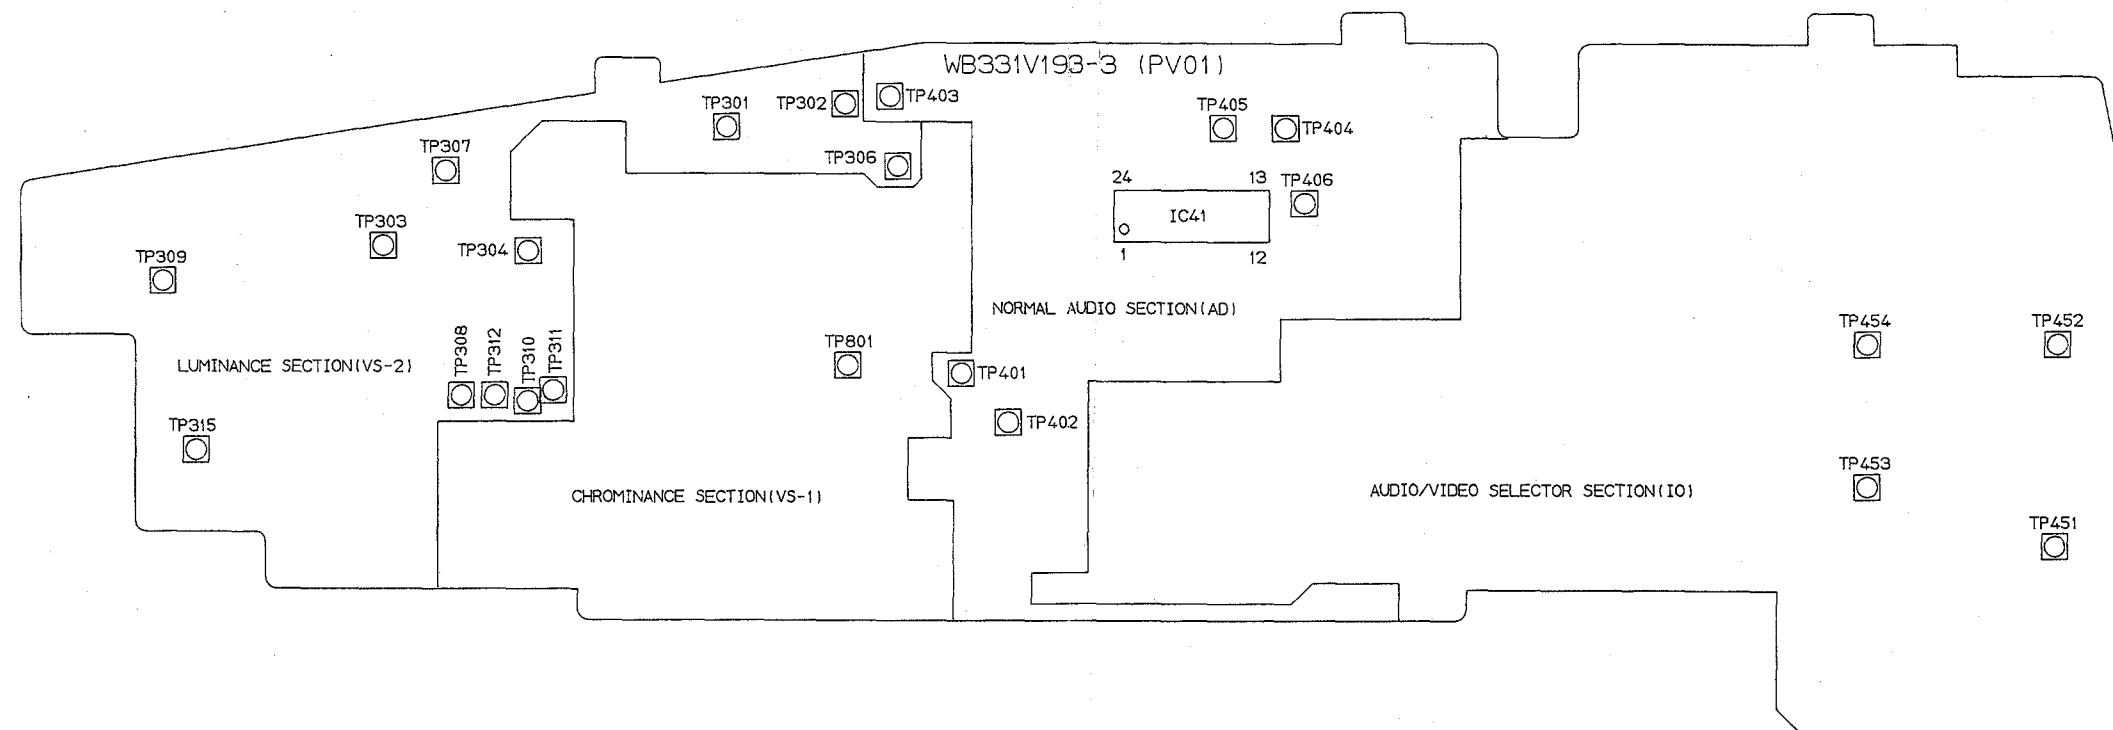 WB331V193-3 (PV01)
TP301
TP302
TP403
TP405
TP404
TP307
TP306
24
13
TP406
IC41
TP303
TP304
1
12
TP309
NORMAL AUDIO SECTION(AD)
TP308
TP312
TP310
TP311
TP801
TP454
TP452
LUMINANCE SECTION(VS-2)
TP401
TP315
TP402
TP453
CHROMINANCE SECTION(VS-1)
AUDIO/VIDEO SELECTOR SECTION(IO)
TP451